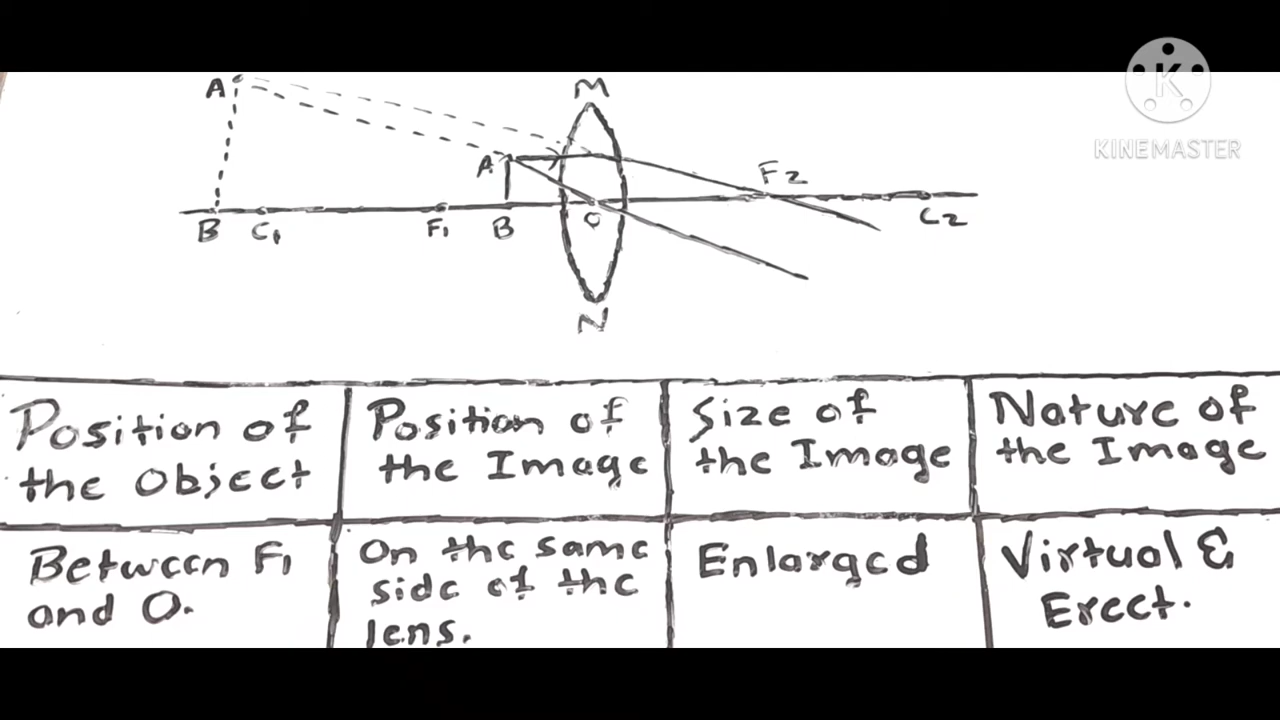 K
KINEMASTER
A
M
A
F2
B C1 F1 B O C2
N
Position of
the Object
Position of
the Image
Size of
the Image
Nature of
the Image
Between F1
and O.
On the same
side of the
lens.
Enlarged
Virtual &
Erect.